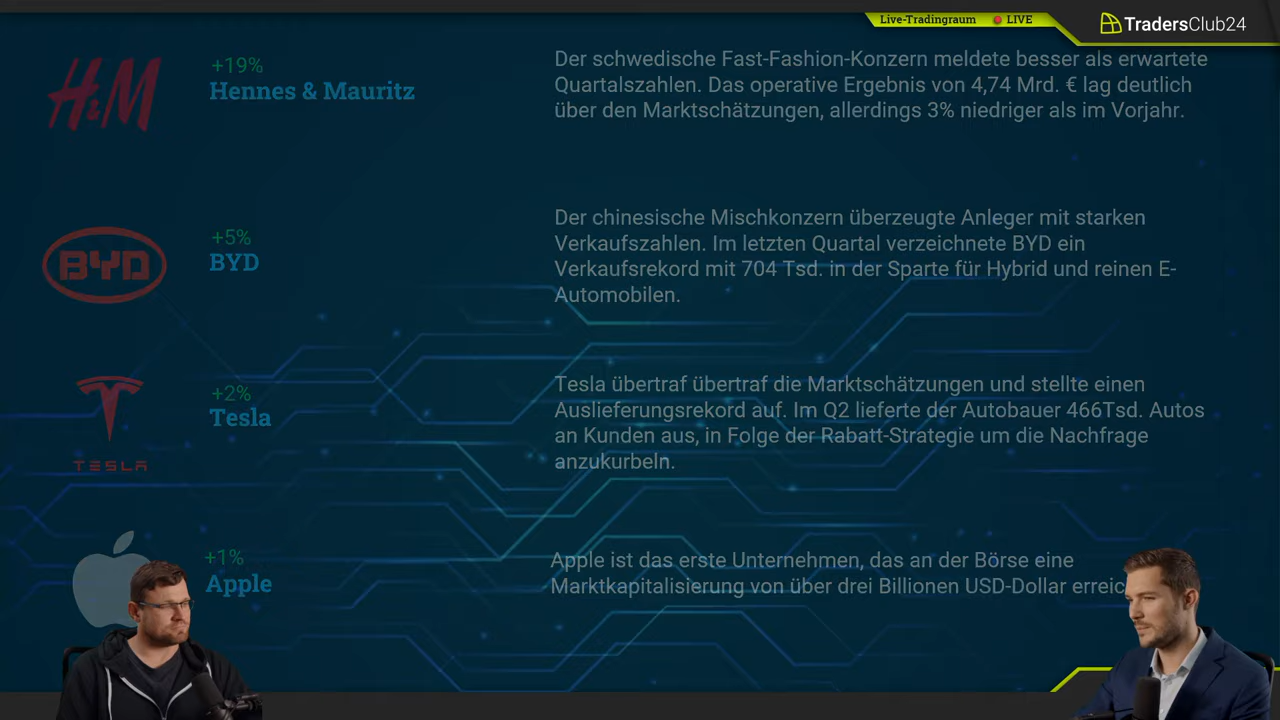 Live-Tradingraum LIVE
TradersClub24
H&M
+19%
Hennes & Mauritz
Der schwedische Fast-Fashion-Konzern meldete besser als erwartete
Quartalszahlen. Das operative Ergebnis von 4,74 Mrd. € lag deutlich
über den Marktschätzungen, allerdings 3% niedriger als im Vorjahr.
BYD
+5%
BYD
Der chinesische Mischkonzern überzeugte Anleger mit starken
Verkaufszahlen. Im letzten Quartal verzeichnete BYD ein
Verkaufsrekord mit 704 Tsd. in der Sparte für Hybrid und reinen E-
Automobilen.
TESLA
+2%
Tesla
Tesla übertraf übertraf die Marktschätzungen und stellte einen
Auslieferungsrekord auf. Im Q2 lieferte der Autobauer 466Tsd. Autos
an Kunden aus, in Folge der Rabatt-Strategie um die Nachfrage
anzukurbeln.
+1%
Apple
Apple ist das erste Unternehmen, das an der Börse eine
Marktkapitalisierung von über drei Billionen USD-Dollar